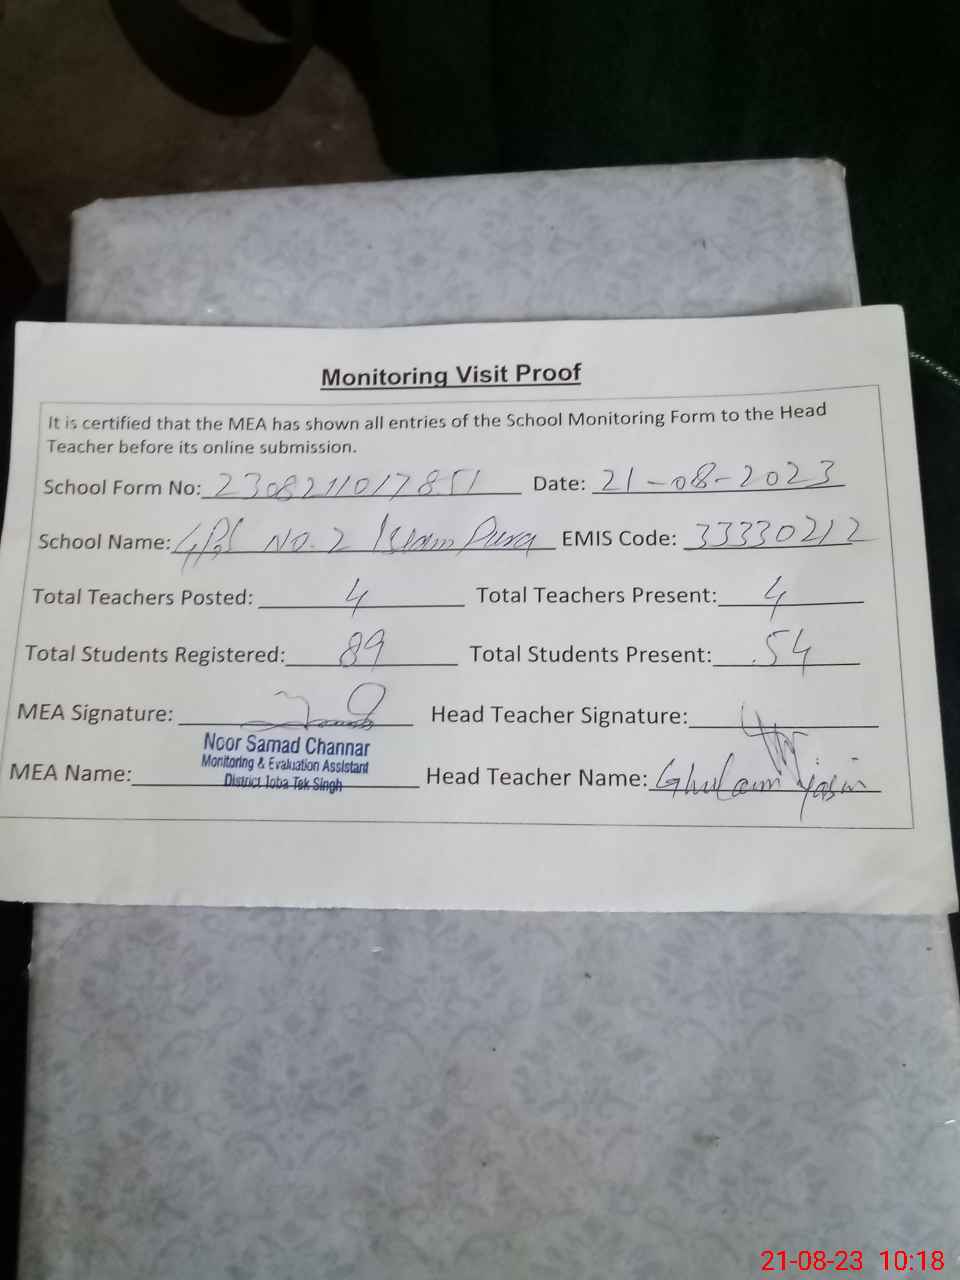 Monitoring Visit Proof
It is certified that the MEA has shown all entries of the School Monitoring Form to the Head
Teacher before its online submission.
School Form No: 2308211017851 Date: 21-08-2023
School Name: GPS NO. 2 Islam Pura EMIS Code: 33330212
Total Teachers Posted: 4 Total Teachers Present: 4
Total Students Registered: 89 Total Students Present: 54
MEA Signature: Head Teacher Signature:
Noor Samad Channar
Monitoring & Evaluation Assistant
District Toba Tek Singh
MEA Name: Head Teacher Name: Ghulam Yasin
21-08-23 10:18